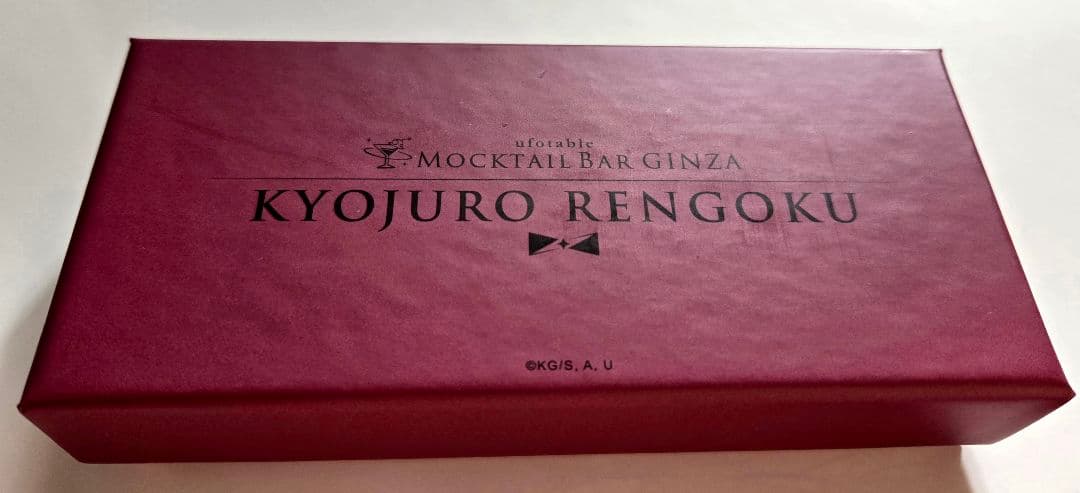 ufotable
MOCKTAIL BAR GINZA
KYOJURO RENGOKU
©KG/S, A, U